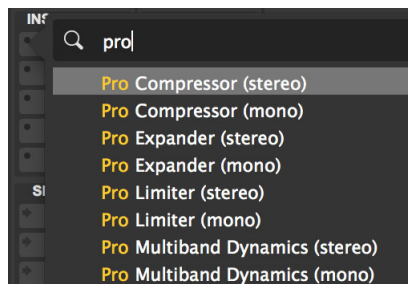 INS
pro
Pro Compressor (stereo)
Pro Compressor (mono)
Pro Expander (stereo)
Pro Expander (mono)
Pro Limiter (stereo)
Pro Limiter (mono)
Pro Multiband Dynamics (stereo)
Pro Multiband Dynamics (mono)